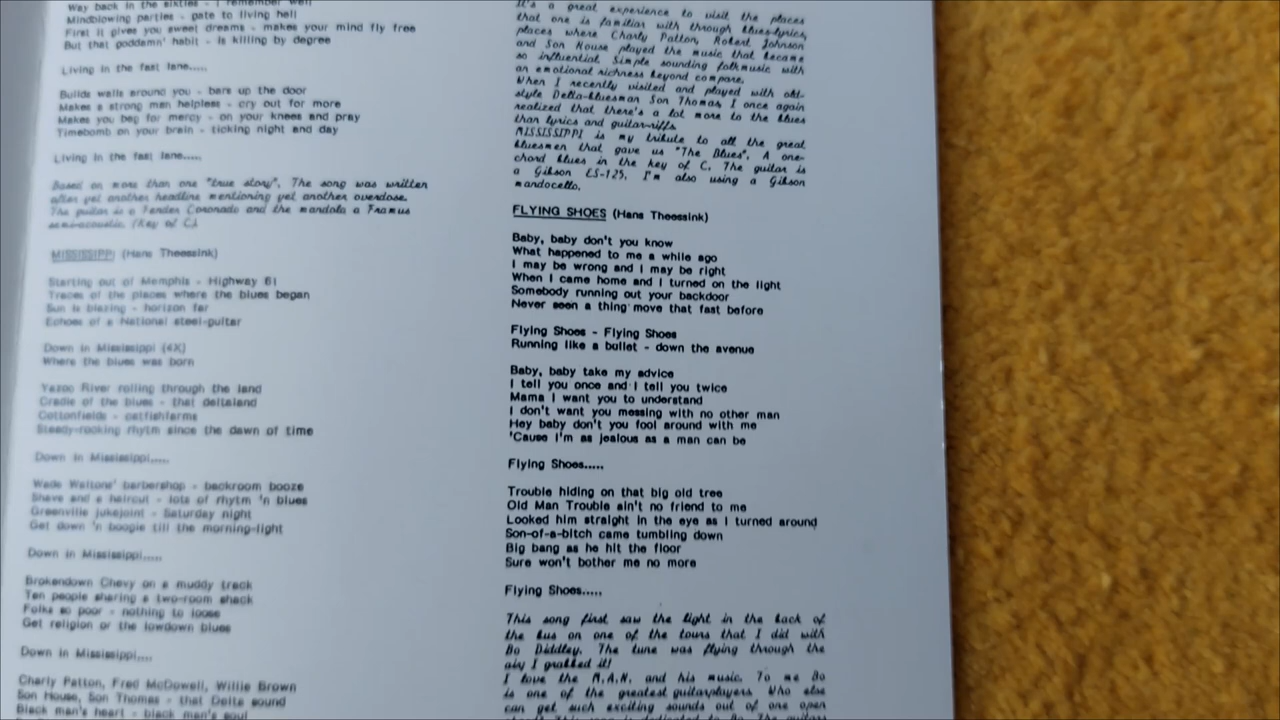 Way back in the sixties - I remember well
Mindblowing parties - gate to living hell
First it gives you sweet dreams - makes your mind fly free
But that goddamn' habit - is killing by degree
Living in the fast lane.....
Builds walls around you - bars up the door
Makes a strong man helpless - cry out for more
Makes you beg for mercy - on your knees and pray
Timebomb on your brain - ticking night and day
Living in the fast lane.....
Based on more than one "true story". The song was written
after yet another headline mentioning yet another overdose.
The guitar is a Fender Coronado and the mandola a Framus
semi-acoustic. (Key of C).
MISSISSIPPI (Hans Theessink)
Starting out of Memphis - Highway 61
Traces of the places where the blues began
Sun is blazing - horizon far
Echoes of a National steel-guitar
Down in Mississippi (4X)
Where the blues was born
Yazoo River rolling through the land
Cradle of the blues - that deltaland
Cottonfields - catfishfarms
Steady-rocking rhytm since the dawn of time
Down in Mississippi.....
Wade Waltons' barbershop - backroom booze
Shave and a haircut - lots of rhytm 'n blues
Greenville jukejoint - Saturday night
Get down 'n boogie till the morning-light
Down in Mississippi.....
Brokendown Chevy on a muddy track
Ten people sharing a two-room shack
Folks so poor - nothing to loose
Get religion or the lowdown blues
Down in Mississippi....
Charly Patton, Fred McDowell, Willie Brown
Son House, Son Thomas - that Delta sound
Black man's heart - black man's soul
It's a great experience to visit the places
that one is familiar with through blues-lyrics,
places where Charly Patton, Robert Johnson
and Son House played the music that became
so influential. Simple sounding folkmusic with
an emotional richness beyond compare.
When I recently visited and played with old-
style Delta-bluesman Son Thomas, I once again
realized that there's a lot more to the blues
than lyrics and guitar-riffs.
MISSISSIPPI is my tribute to all the great
bluesmen that gave us "The Blues". A one-
chord blues in the key of C. The guitar is
a Gibson ES-125, I'm also using a Gibson
mandocello.
FLYING SHOES (Hans Theessink)
Baby, baby don't you know
What happened to me a while ago
I may be wrong and I may be right
When I came home and I turned on the light
Somebody running out your backdoor
Never seen a thing move that fast before
Flying Shoes - Flying Shoes
Running like a bullet - down the avenue
Baby, baby take my advice
I tell you once and I tell you twice
Mama I want you to understand
I don't want you messing with no other man
Hey baby don't you fool around with me
'Cause I'm as jealous as a man can be
Flying Shoes.....
Trouble hiding on that big old tree
Old Man Trouble ain't no friend to me
Looked him straight in the eye as I turned around
Son-of-a-bitch came tumbling down
Big bang as he hit the floor
Sure won't bother me no more
Flying Shoes.....
This song first saw the light in the back of
the bus on one of the tours that I did with
Bo Diddley. The tune was flying through the
air, I grabbed it!
I love the M.A.N. and his music. To me Bo
is one of the greatest guitarplayers. Who else
can get such exciting sounds out of one open
chord! This song is dedicated to Bo. The guitars